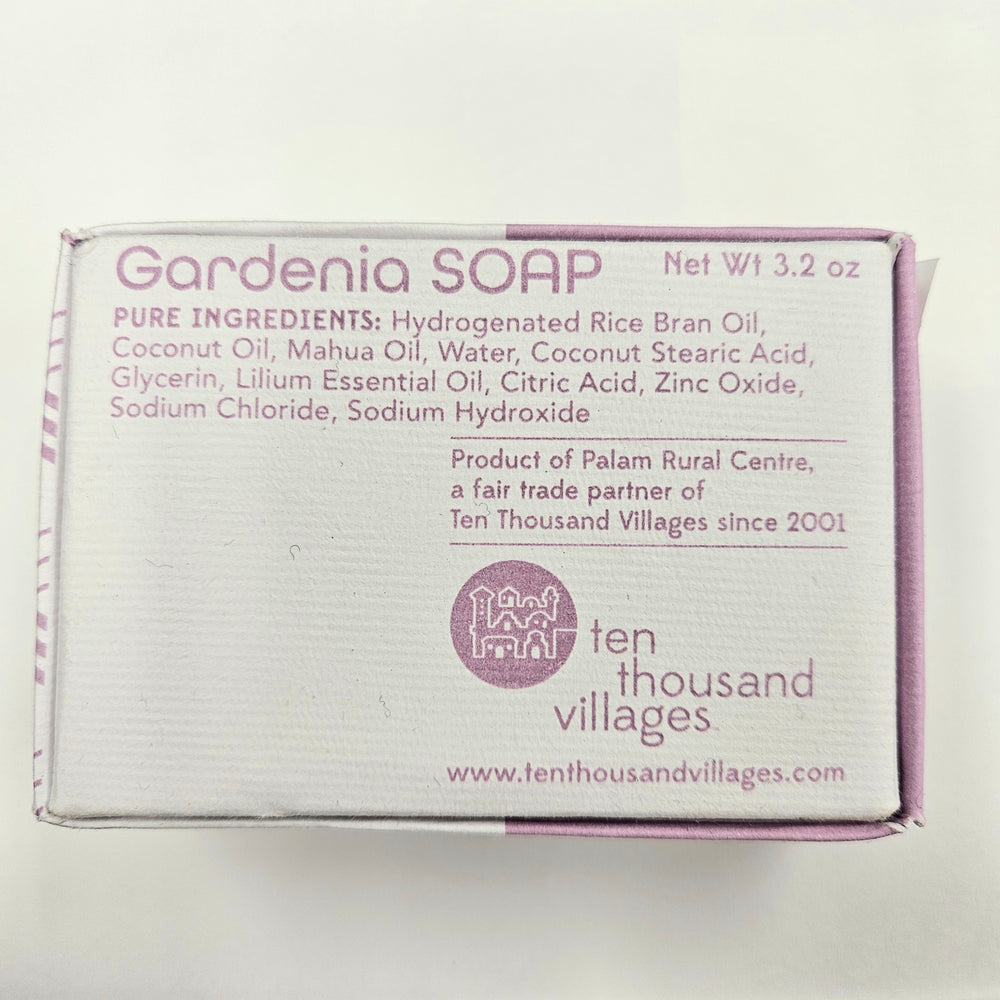 Gardenia SOAP Net Wt 3.2 oz
PURE INGREDIENTS: Hydrogenated Rice Bran Oil,
Coconut Oil, Mahua Oil, Water, Coconut Stearic Acid,
Glycerin, Lilium Essential Oil, Citric Acid, Zinc Oxide,
Sodium Chloride, Sodium Hydroxide
Product of Palam Rural Centre,
a fair trade partner of
Ten Thousand Villages since 2001
ten
thousand
villages
www.tenthousandvillages.com